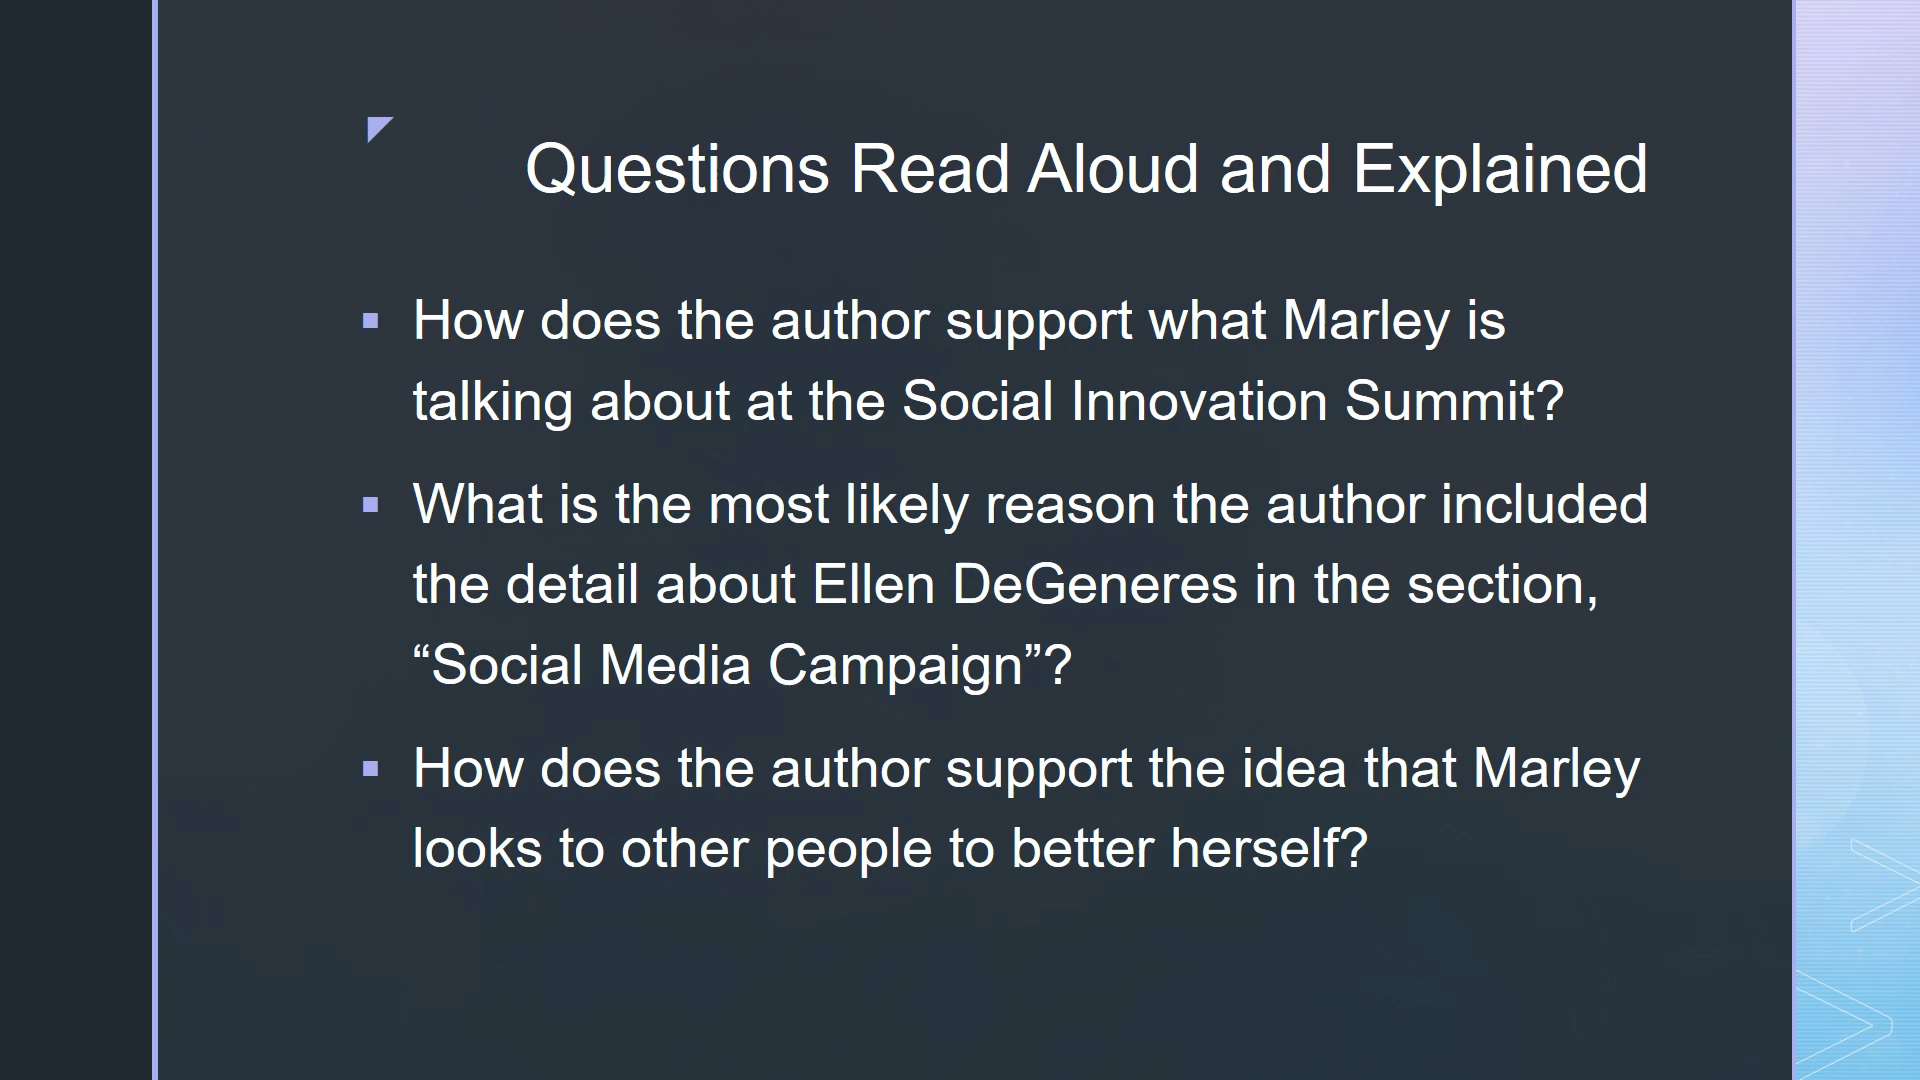 Questions Read Aloud and Explained
▪ How does the author support what Marley is
talking about at the Social Innovation Summit?
▪ What is the most likely reason the author included
the detail about Ellen DeGeneres in the section,
“Social Media Campaign”?
▪ How does the author support the idea that Marley
looks to other people to better herself?